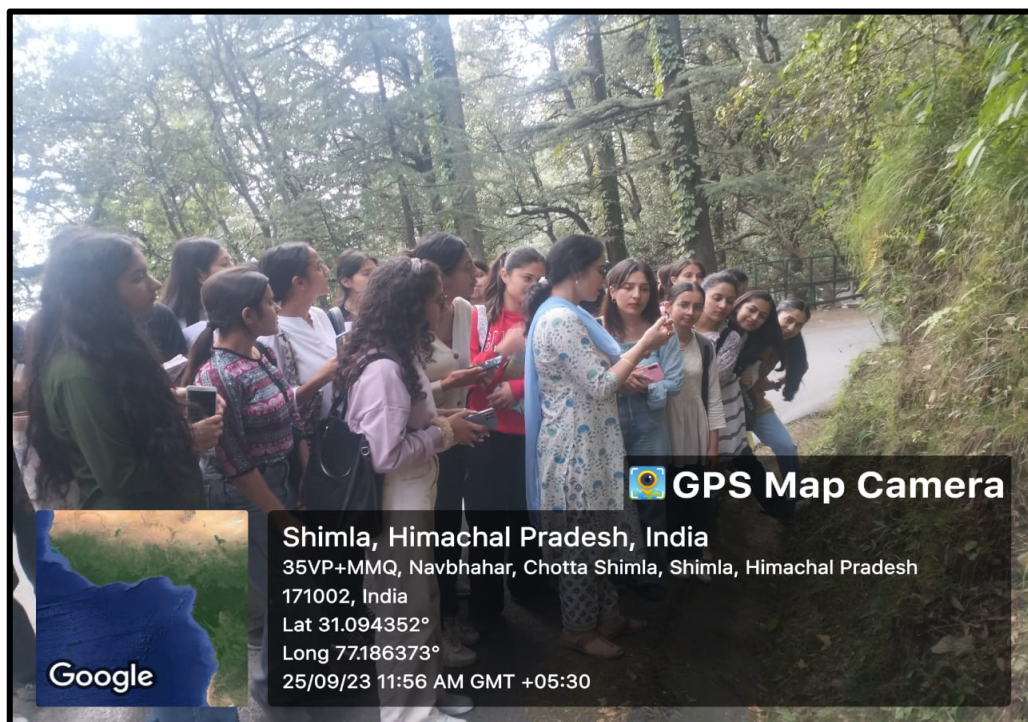 GPS Map Camera
Shimla, Himachal Pradesh, India
35VP+MMQ, Navbhahar, Chotta Shimla, Shimla, Himachal Pradesh
171002, India
Lat 31.094352°
Long 77.186373°
25/09/23 11:56 AM GMT +05:30
Google